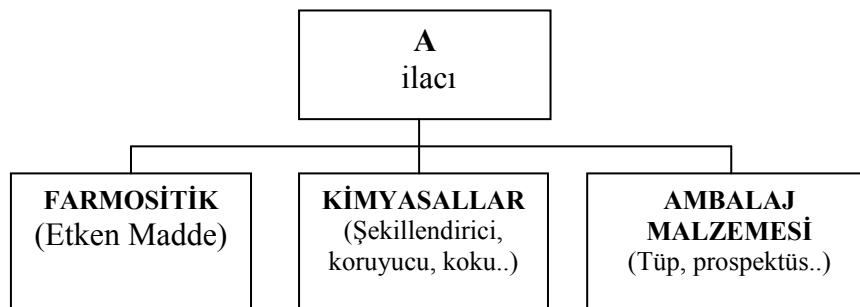 A
ilacı
FARMOSİTİK
(Etken Madde)
KİMYASALLAR
(Şekillendirici,
koruyucu, koku..)
AMBALAJ
MALZEMESİ
(Tüp, prospektüs..)